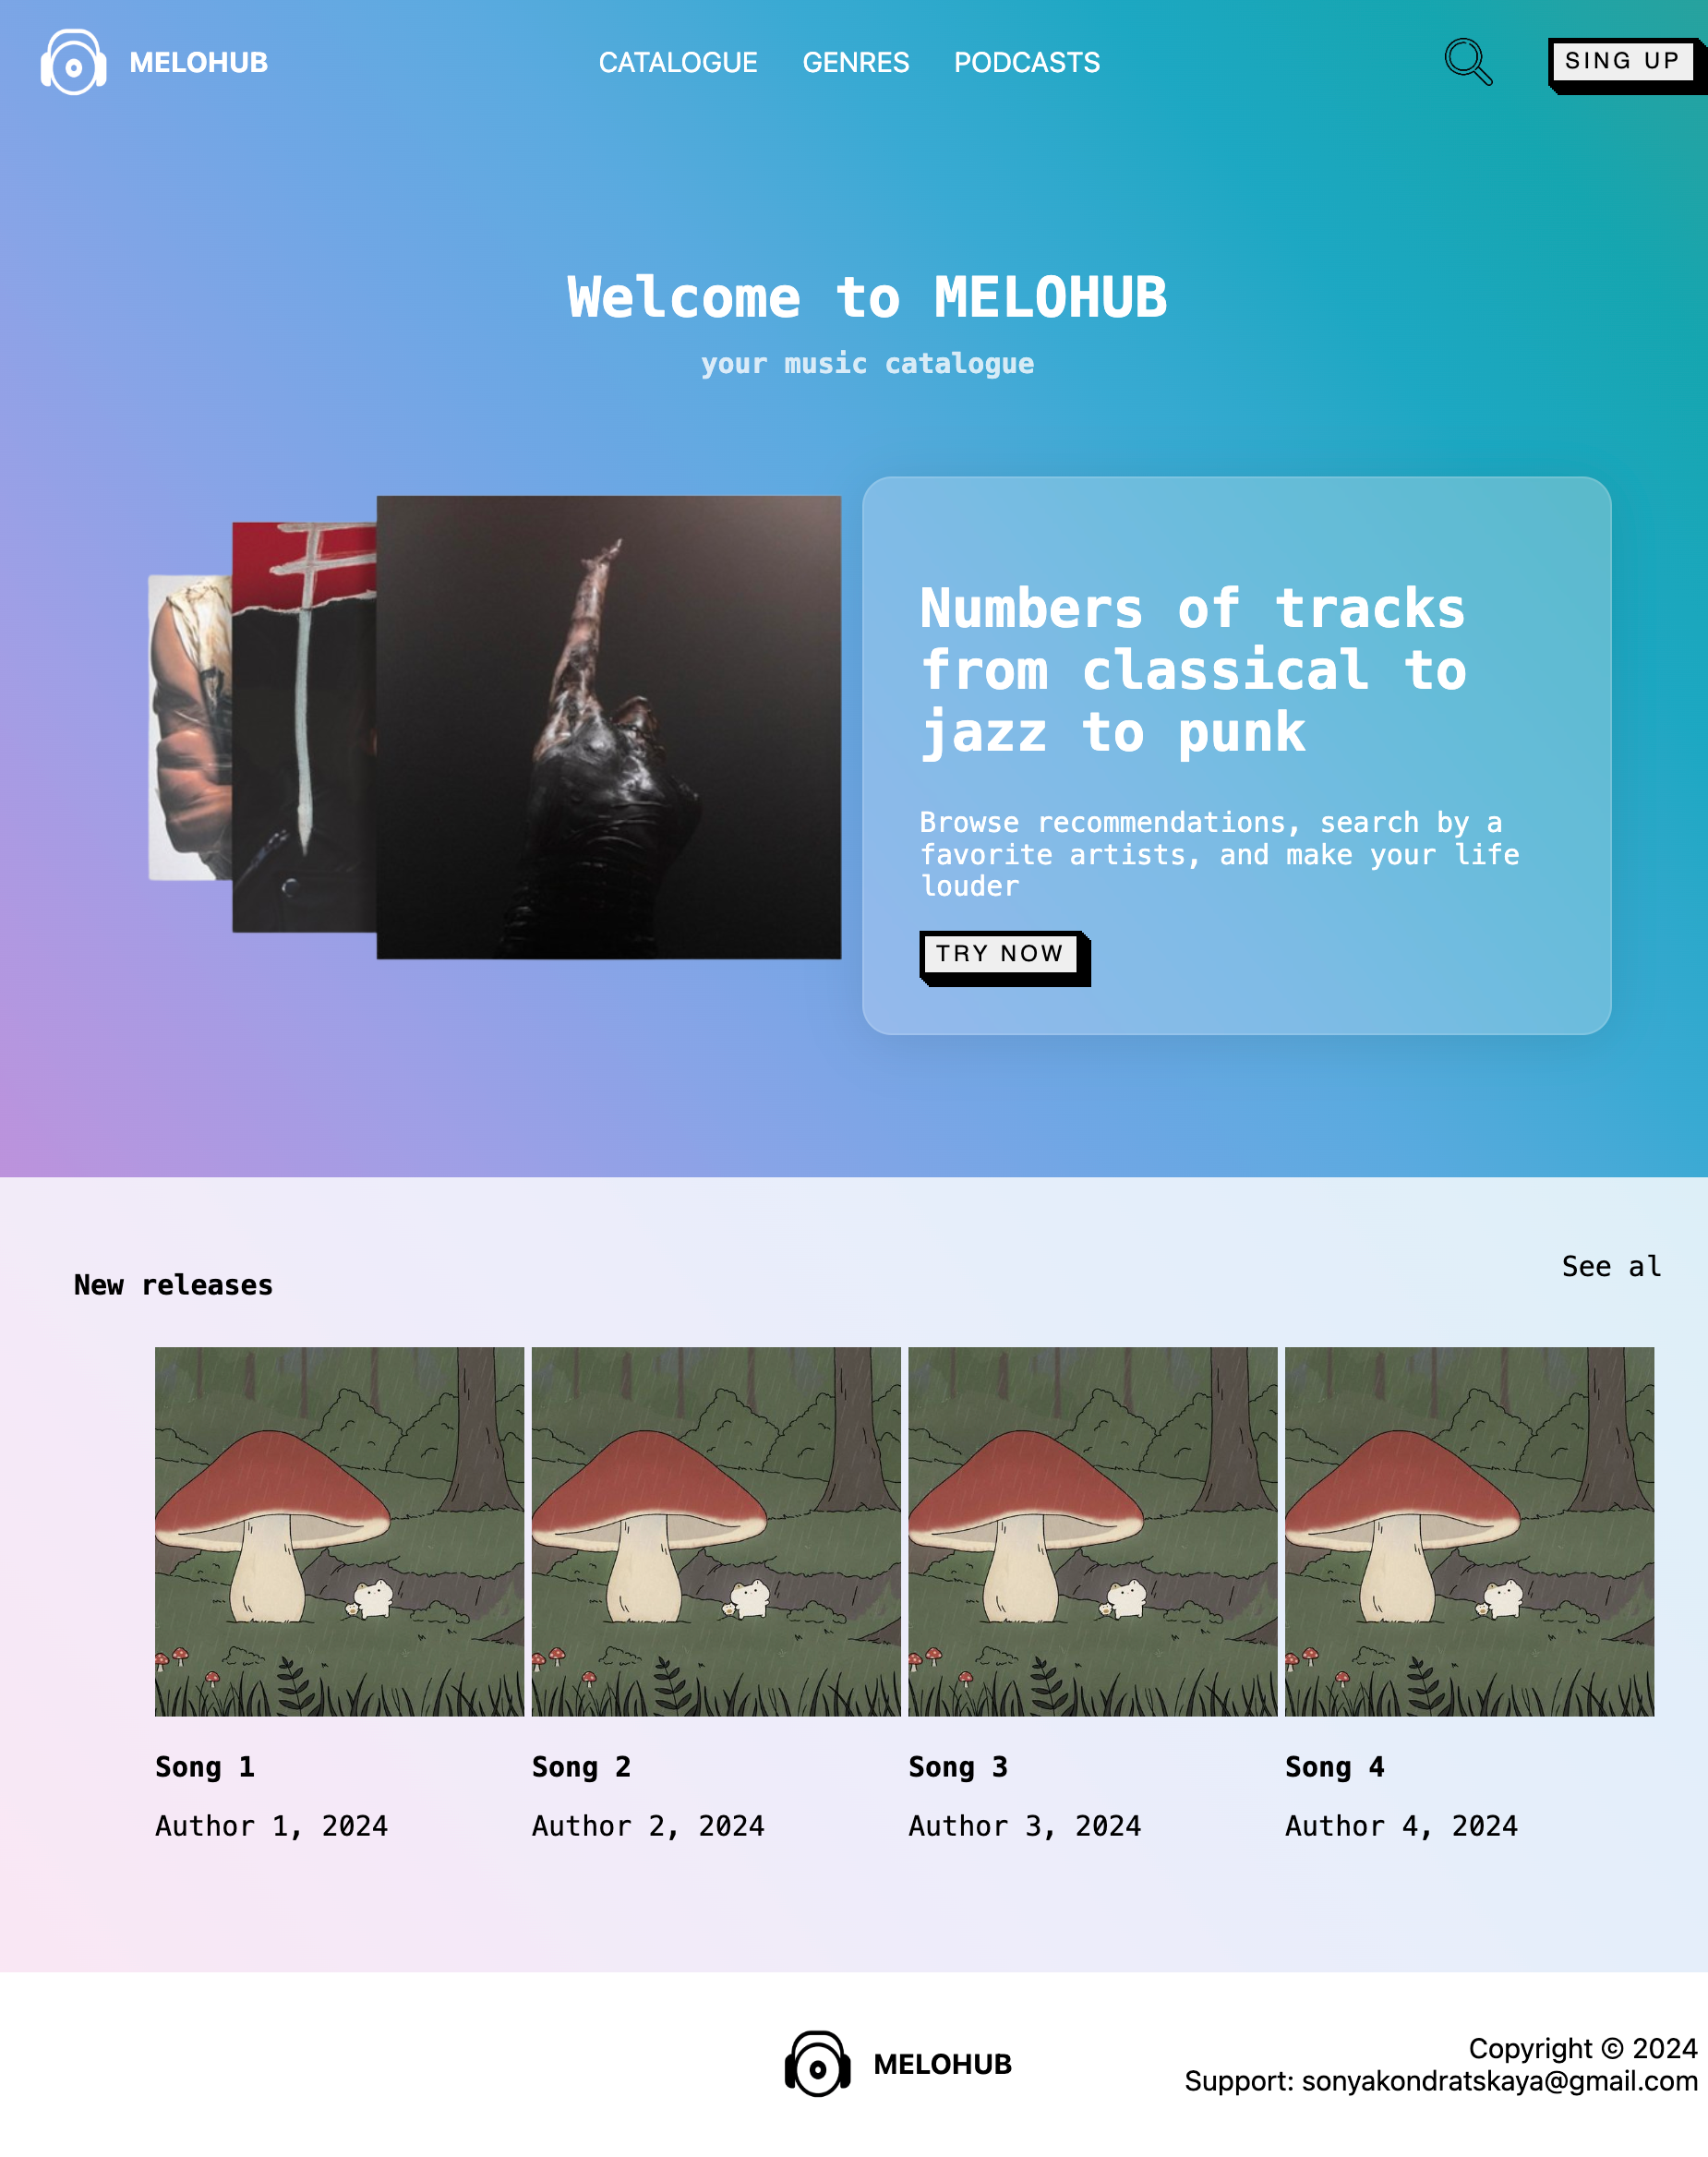 MELOHUB
CATALOGUE
GENRES
PODCASTS
SING UP
Welcome to MELOHUB
your music catalogue
Numbers of tracks
from classical to
jazz to punk
Browse recommendations, search by a
favorite artists, and make your life
louder
TRY NOW
New releases
See al
Song 1
Author 1, 2024
Song 2
Author 2, 2024
Song 3
Author 3, 2024
Song 4
Author 4, 2024
MELOHUB
Copyright © 2024
Support: sonyakondratskaya@gmail.com